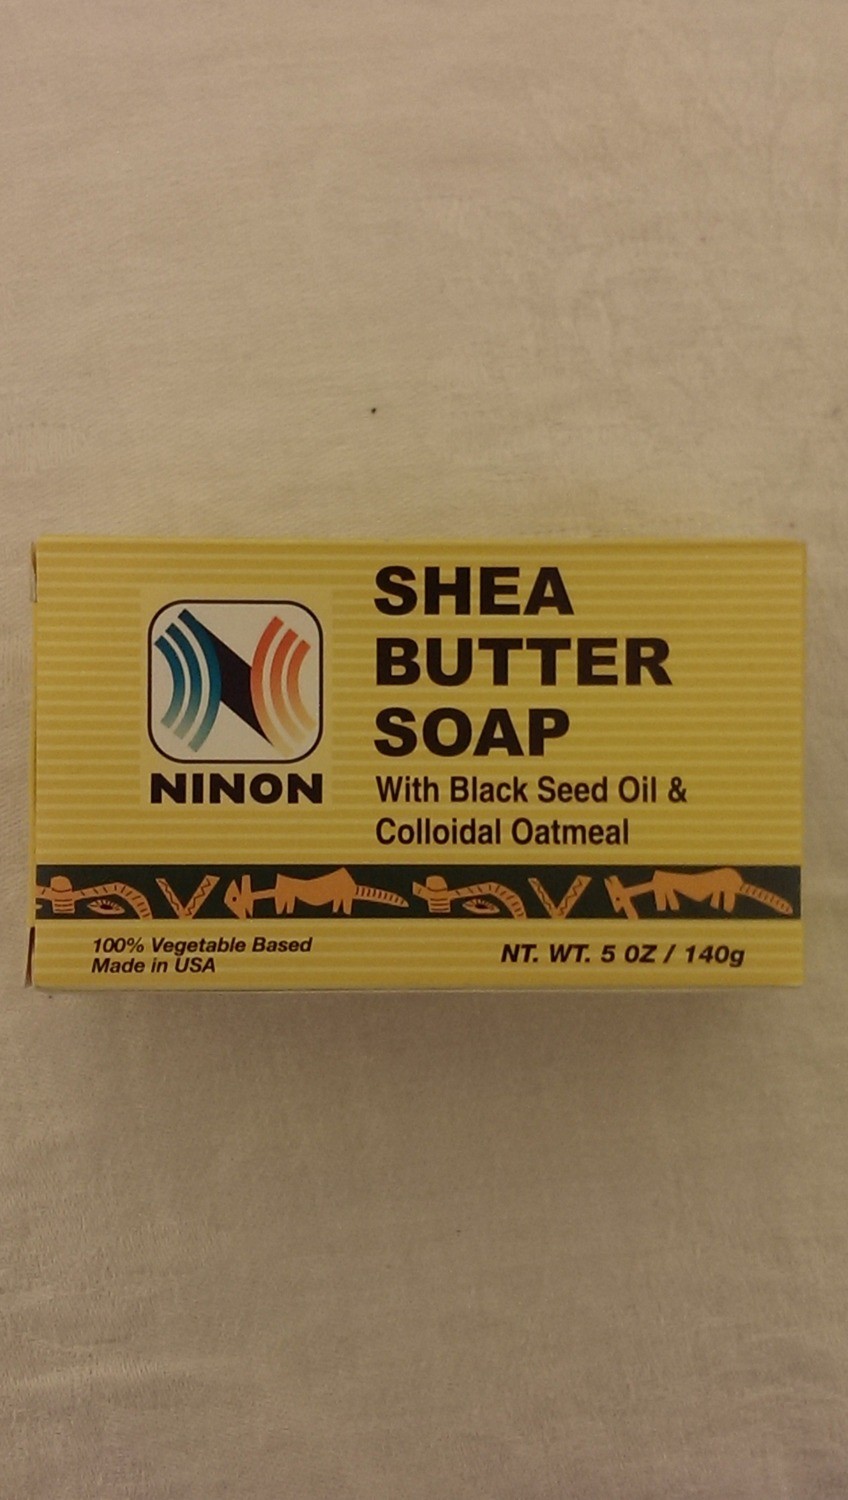 SHEA
BUTTER
SOAP
NINON
With Black Seed Oil &
Colloidal Oatmeal
100% Vegetable Based
Made in USA
NT. WT. 5 OZ / 140g